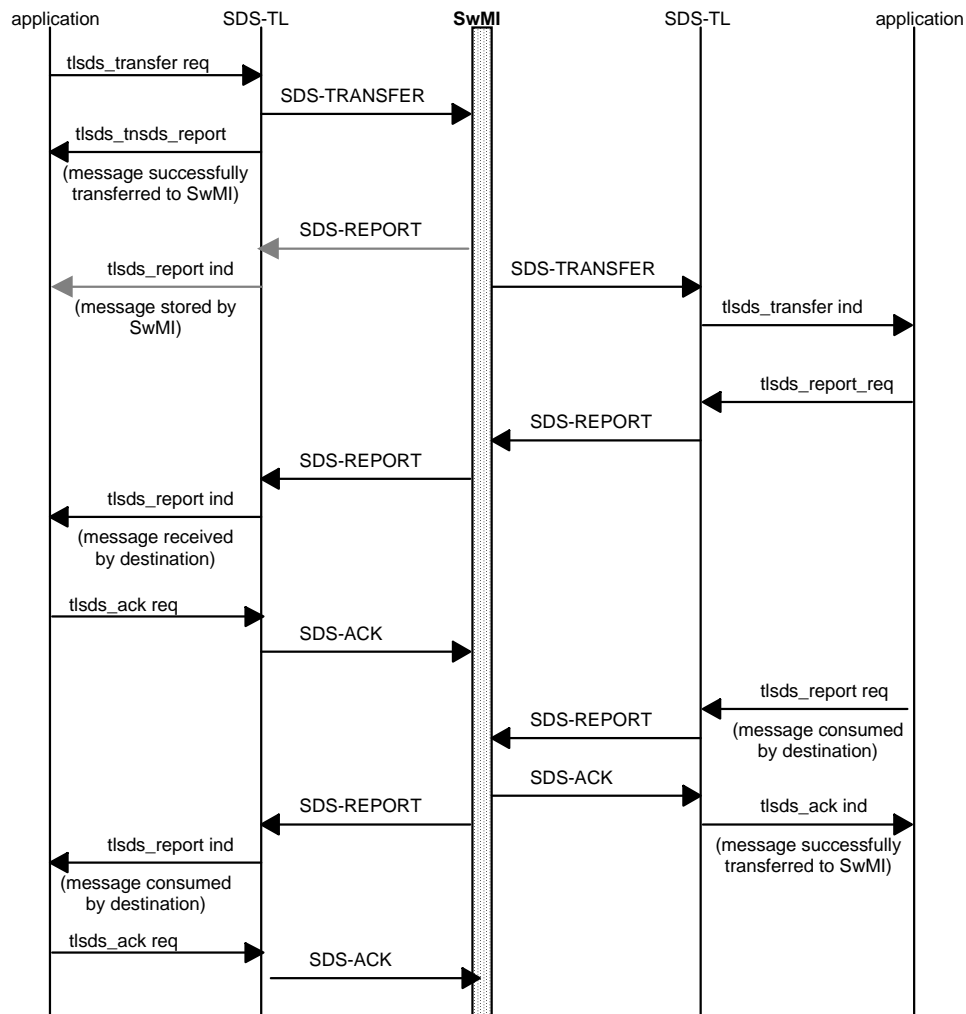 application
SDS-TL
SwMI
SDS-TL
application
tlsds_transfer req
SDS-TRANSFER
tlsds_tnsds_report
(message successfully
transferred to SwMI)
SDS-REPORT
tlsds_report ind
SDS-TRANSFER
(message stored by
SwMI)
tlsds_transfer ind
tlsds_report_req
SDS-REPORT
SDS-REPORT
tlsds_report ind
(message received
by destination)
tlsds_ack req
SDS-ACK
tlsds_report req
SDS-REPORT
(message consumed
by destination)
SDS-ACK
SDS-REPORT
tlsds_ack ind
tlsds_report ind
(message successfully
transferred to SwMI)
(message consumed
by destination)
tlsds_ack req
SDS-ACK